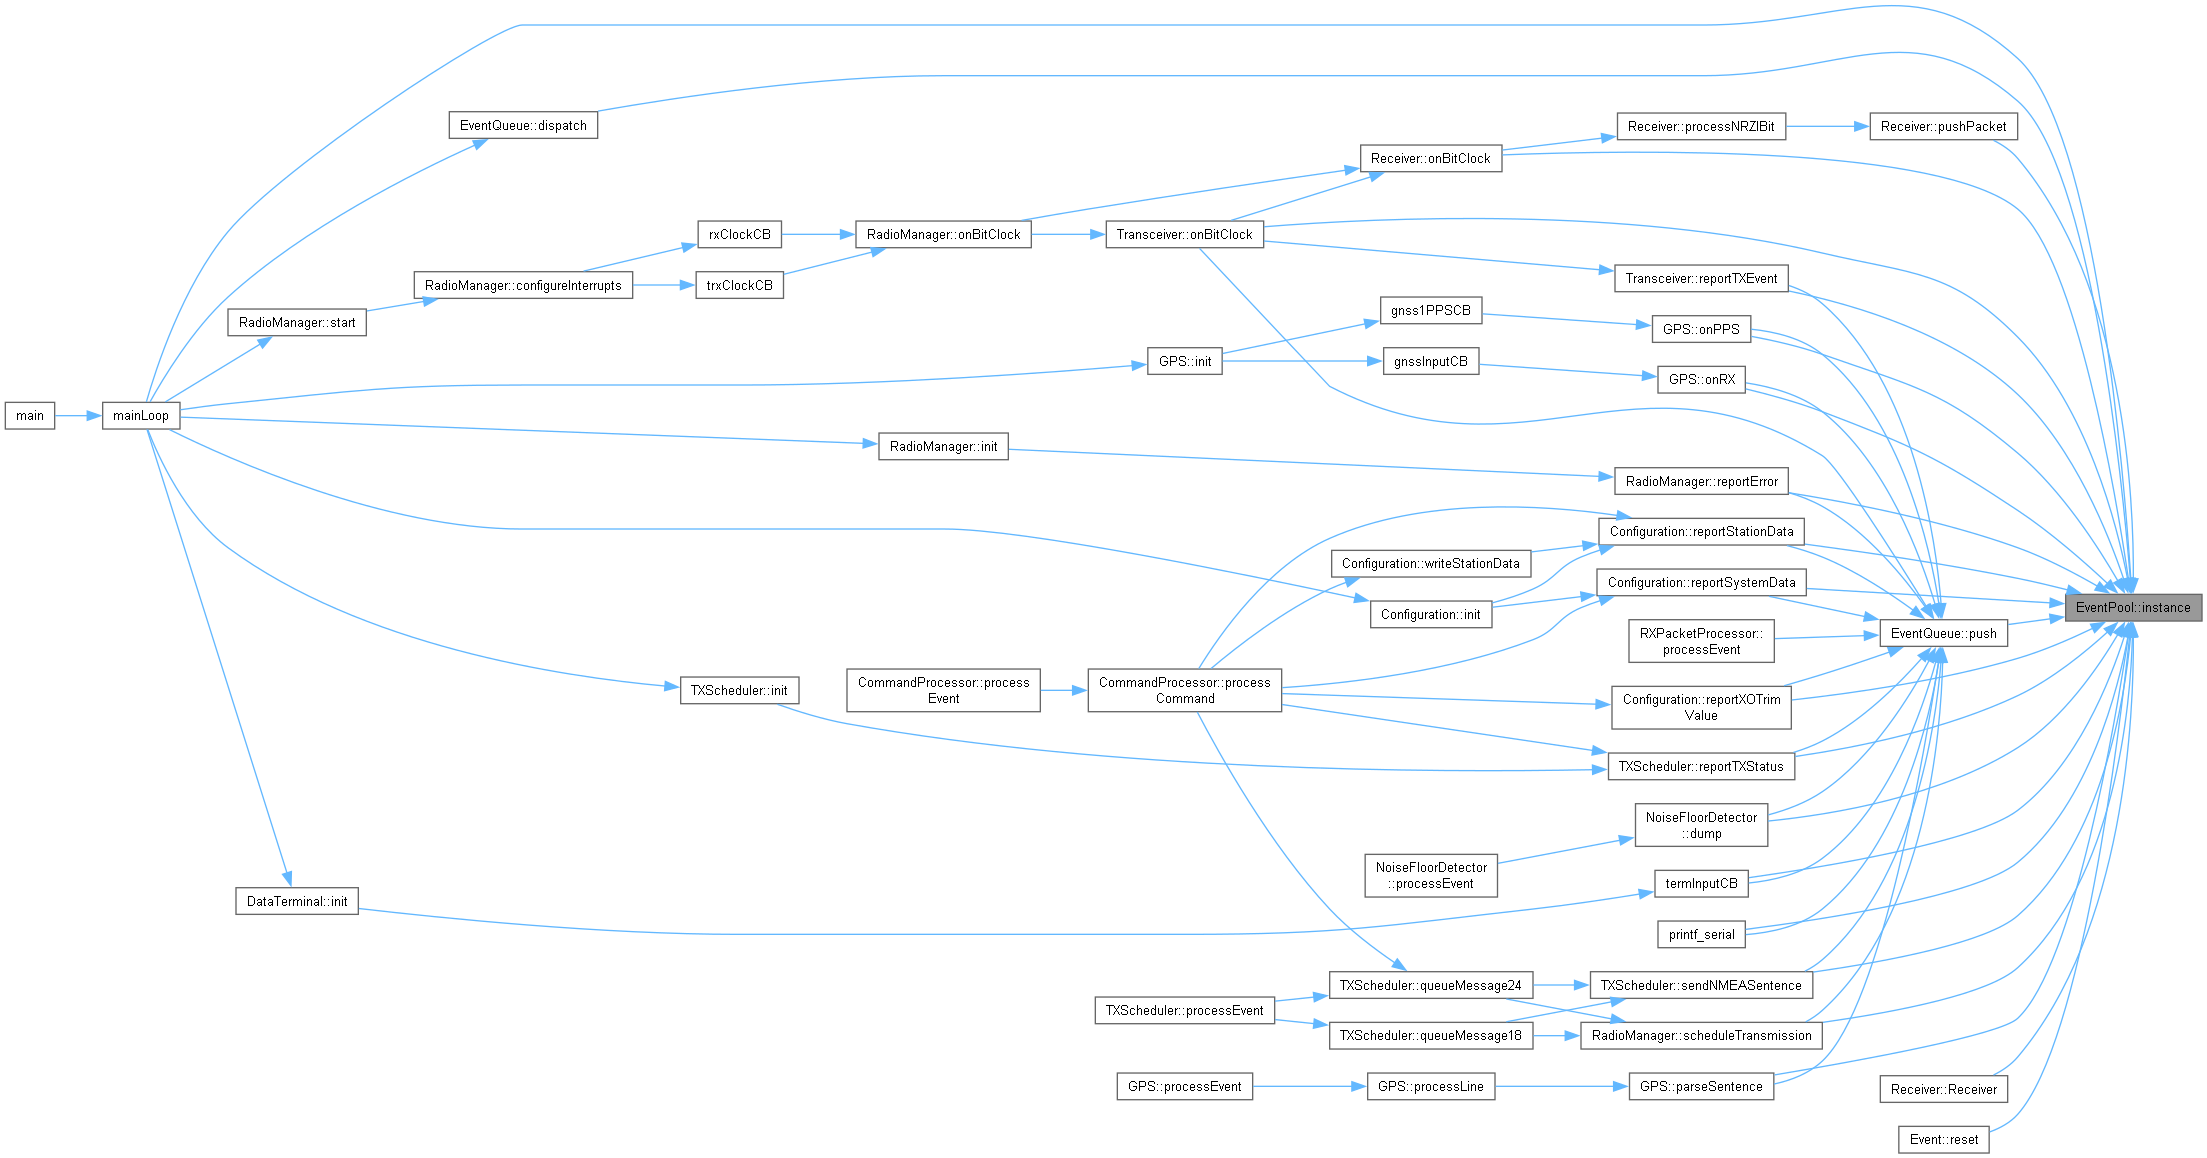 EventQueue::dispatch
Receiver::processNRZIBit
Receiver::pushPacket
Receiver::onBitClock
rxClockCB
RadioManager::onBitClock
Transceiver::onBitClock
RadioManager::configureInterrupts
trxClockCB
Transceiver::reportTXEvent
RadioManager::start
gnss1PPSCB
GPS::onPPS
GPS::init
gnssInputCB
GPS::onRX
main
mainLoop
RadioManager::init
RadioManager::reportError
Configuration::reportStationData
Configuration::writeStationData
Configuration::reportSystemData
Configuration::init
EventPool::instance
EventQueue::push
RXPacketProcessor::
processEvent
TXScheduler::init
CommandProcessor::process
Event
CommandProcessor::process
Command
Configuration::reportXOTrim
Value
TXScheduler::reportTXStatus
NoiseFloorDetector
::dump
NoiseFloorDetector
::processEvent
termInputCB
DataTerminal::init
printf_serial
TXScheduler::queueMessage24
TXScheduler::sendNMEASentence
TXScheduler::processEvent
TXScheduler::queueMessage18
RadioManager::scheduleTransmission
GPS::processEvent
GPS::processLine
GPS::parseSentence
Receiver::Receiver
Event::reset